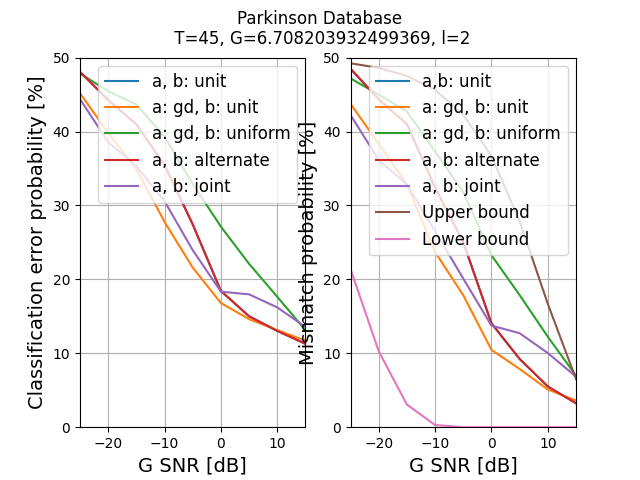 Parkinson Database
T=45, G=6.708203932499369, l=2
Classification error probability [%]
50
40
30
20
10
0
−20
−10
0
10
G SNR [dB]
a, b: unit
a: gd, b: unit
a: gd, b: uniform
a, b: alternate
a, b: joint
Mismatch probability [%]
50
40
30
20
10
0
−20
−10
0
10
G SNR [dB]
a,b: unit
a: gd, b: unit
a: gd, b: uniform
a, b: alternate
a, b: joint
Upper bound
Lower bound